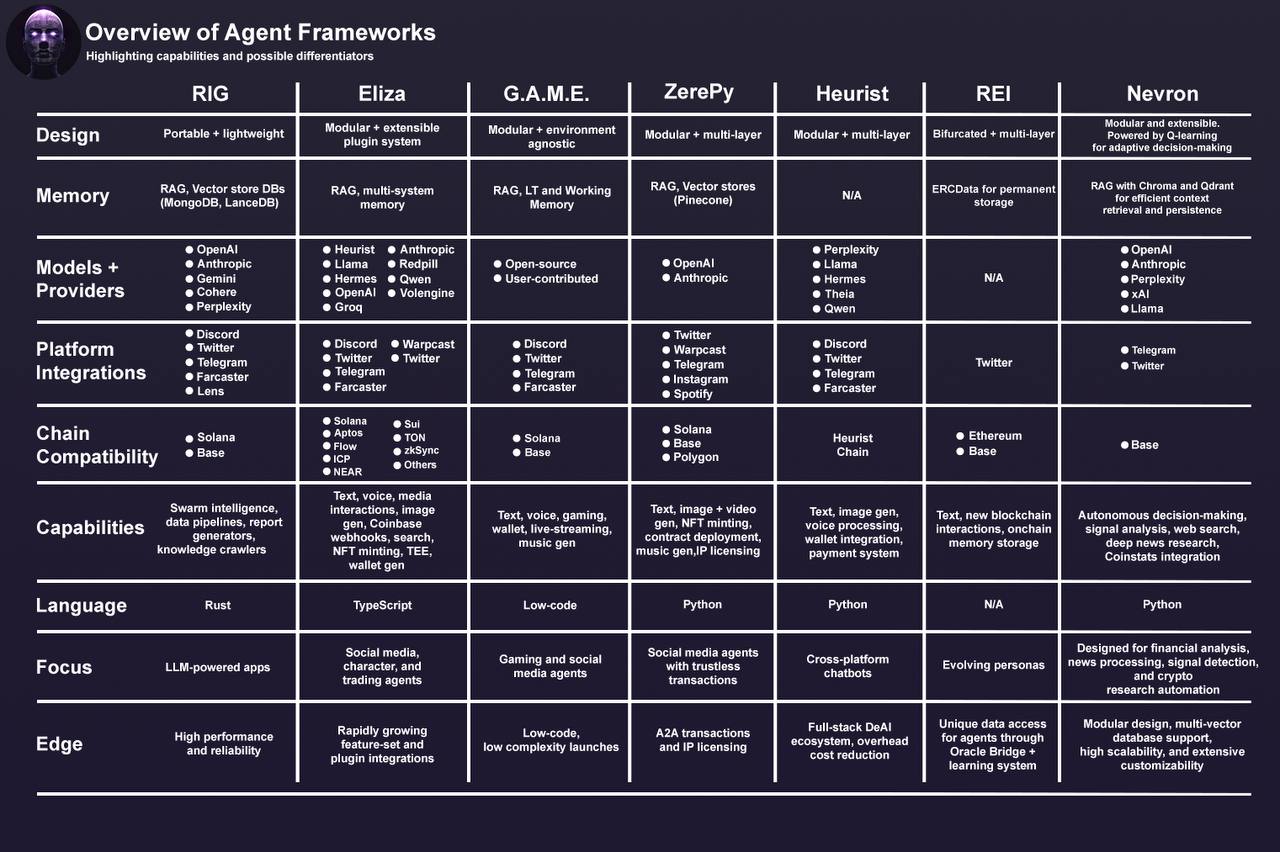 Overview of Agent Frameworks
Highlighting capabilities and possible differentiators
RIG
Eliza
G.A.M.E.
ZerePy
Heurist
REI
Nevron
Design
Portable + lightweight
Modular + extensible
plugin system
Modular + environment
agnostic
Modular + multi-layer
Modular + multi-layer
Bifurcated + multi-layer
Modular and extensible.
Powered by Q-learning
for adaptive decision-making
Memory
RAG, Vector store DBs
(MongoDB, LanceDB)
RAG, multi-system
memory
RAG, LT and Working
Memory
RAG, Vector stores
(Pinecone)
N/A
ERCData for permanent
storage
RAG with Chroma and Qdrant
for efficient context
retrieval and persistence
Models +
Providers
OpenAI
Anthropic
Gemini
Cohere
Perplexity
Heurist
Llama
Hermes
OpenAI
Groq
Anthropic
Redpill
Qwen
Volengine
Open-source
User-contributed
OpenAI
Anthropic
Perplexity
Llama
Hermes
Theia
Qwen
N/A
OpenAI
Anthropic
Perplexity
xAI
Llama
Platform
Integrations
Discord
Twitter
Telegram
Farcaster
Lens
Discord
Twitter
Telegram
Farcaster
Warpcast
Twitter
Discord
Twitter
Telegram
Farcaster
Twitter
Warpcast
Telegram
Instagram
Spotify
Discord
Twitter
Telegram
Farcaster
Twitter
Telegram
Twitter
Chain
Compatibility
Solana
Base
Solana
Aptos
Flow
ICP
NEAR
Sui
TON
zkSync
Others
Solana
Base
Solana
Base
Polygon
Heurist
Chain
Ethereum
Base
Base
Capabilities
Swarm intelligence,
data pipelines, report
generators,
knowledge crawlers
Text, voice, media
interactions, image
gen, Coinbase
webhooks, search,
NFT minting, TEE,
wallet gen
Text, voice, gaming,
wallet, live-streaming,
music gen
Text, image + video
gen, NFT minting,
contract deployment,
music gen,IP licensing
Text, image gen,
voice processing,
wallet integration,
payment system
Text, new blockchain
interactions, onchain
memory storage
Autonomous decision-making,
signal analysis, web search,
deep news research,
Coinstats integration
Language
Rust
TypeScript
Low-code
Python
Python
N/A
Python
Focus
LLM-powered apps
Social media,
character, and
trading agents
Gaming and social
media agents
Social media agents
with trustless
transactions
Cross-platform
chatbots
Evolving personas
Designed for financial analysis,
news processing, signal detection,
and crypto
research automation
Edge
High performance
and reliability
Rapidly growing
feature-set and
plugin integrations
Low-code,
low complexity launches
A2A transactions
and IP licensing
Full-stack DeAI
ecosystem, overhead
cost reduction
Unique data access
for agents through
Oracle Bridge +
learning system
Modular design, multi-vector
database support,
high scalability, and extensive
customizability